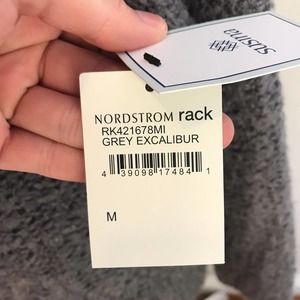 susina
NORDSTROM rack
RK421678MI
GREY EXCALIBUR
4 39098 17484 1
M